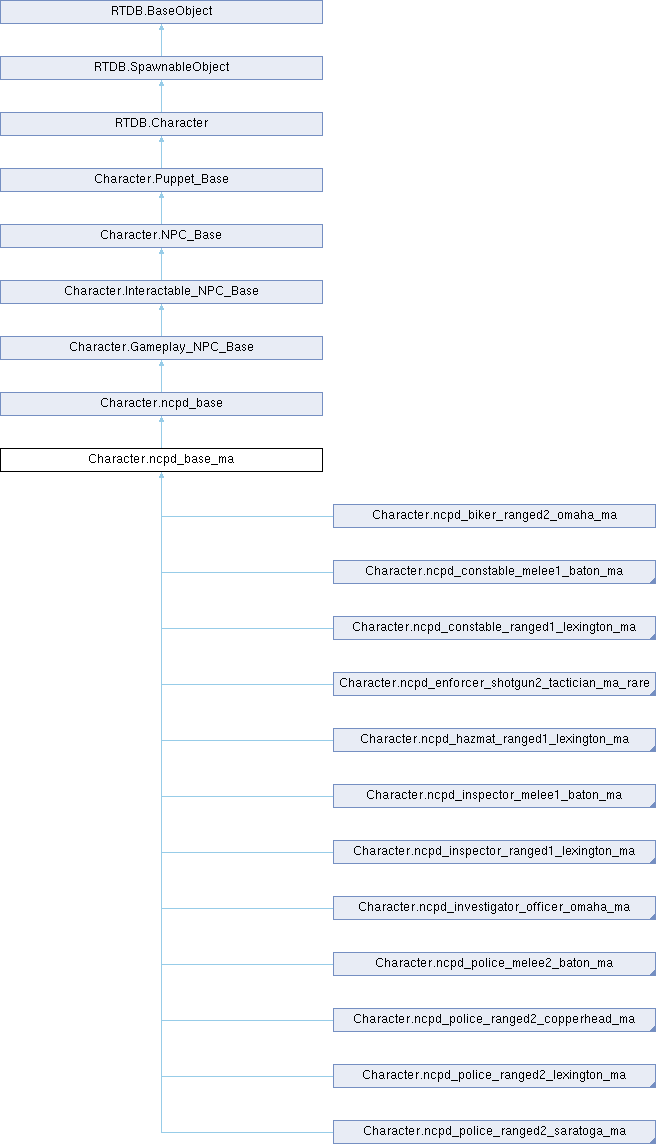 RTDB.BaseObject
RTDB.SpawnableObject
RTDB.Character
Character.Puppet_Base
Character.NPC_Base
Character.Interactable_NPC_Base
Character.Gameplay_NPC_Base
Character.ncpd_base
Character.ncpd_base_ma
Character.ncpd_biker_ranged2_omaha_ma
Character.ncpd_constable_melee1_baton_ma
Character.ncpd_constable_ranged1_lexington_ma
Character.ncpd_enforcer_shotgun2_tactician_ma_rare
Character.ncpd_hazmat_ranged1_lexington_ma
Character.ncpd_inspector_melee1_baton_ma
Character.ncpd_inspector_ranged1_lexington_ma
Character.ncpd_investigator_officer_omaha_ma
Character.ncpd_police_melee2_baton_ma
Character.ncpd_police_ranged2_copperhead_ma
Character.ncpd_police_ranged2_lexington_ma
Character.ncpd_police_ranged2_saratoga_ma